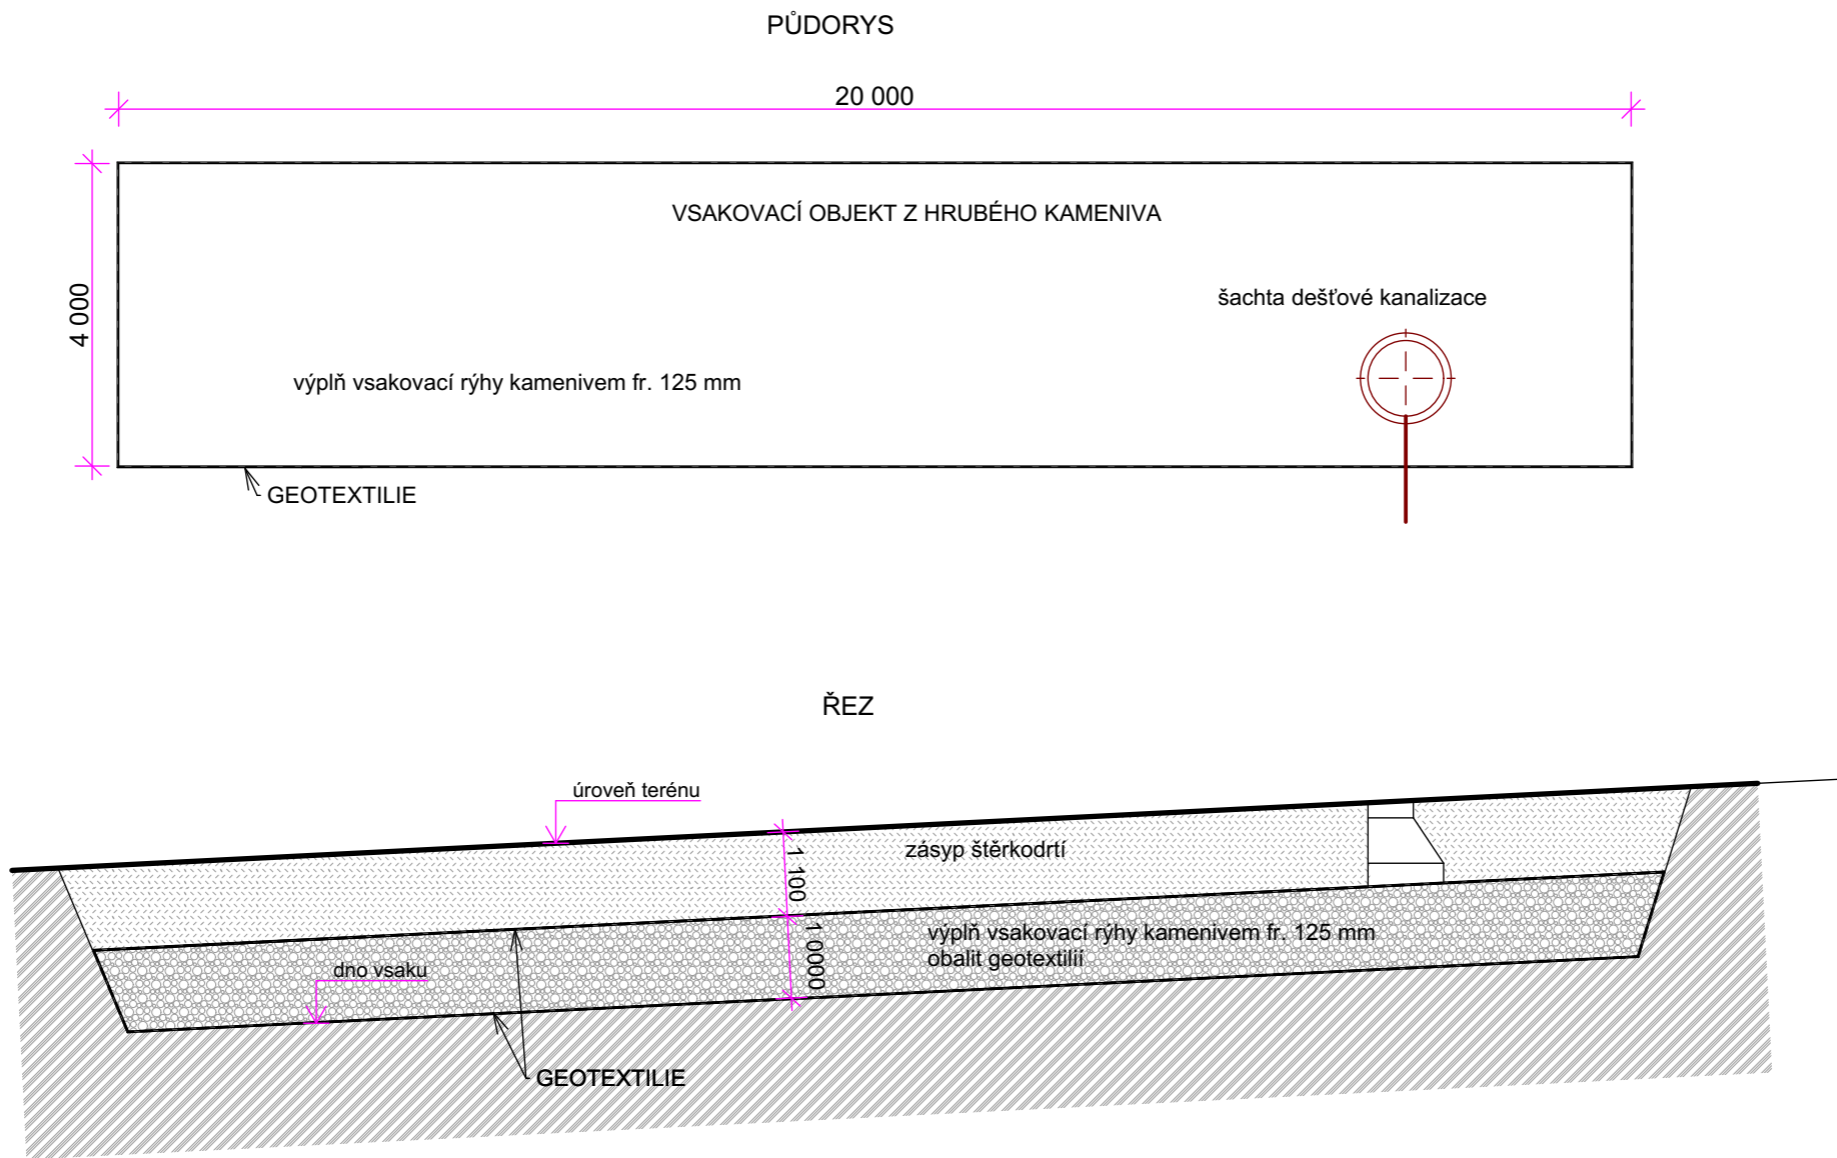 PŮDORYS
20 000
4 000
VSAKOVACÍ OBJEKT Z HRUBÉHO KAMENIVA
šachta dešťové kanalizace
výplň vsakovací rýhy kamenivem fr. 125 mm
GEOTEXTILIE
ŘEZ
úroveň terénu
zásyp štěrkodrtí
1 100
výplň vsakovací rýhy kamenivem fr. 125 mm
obalit geotextilií
1 0000
dno vsaku
GEOTEXTILIE